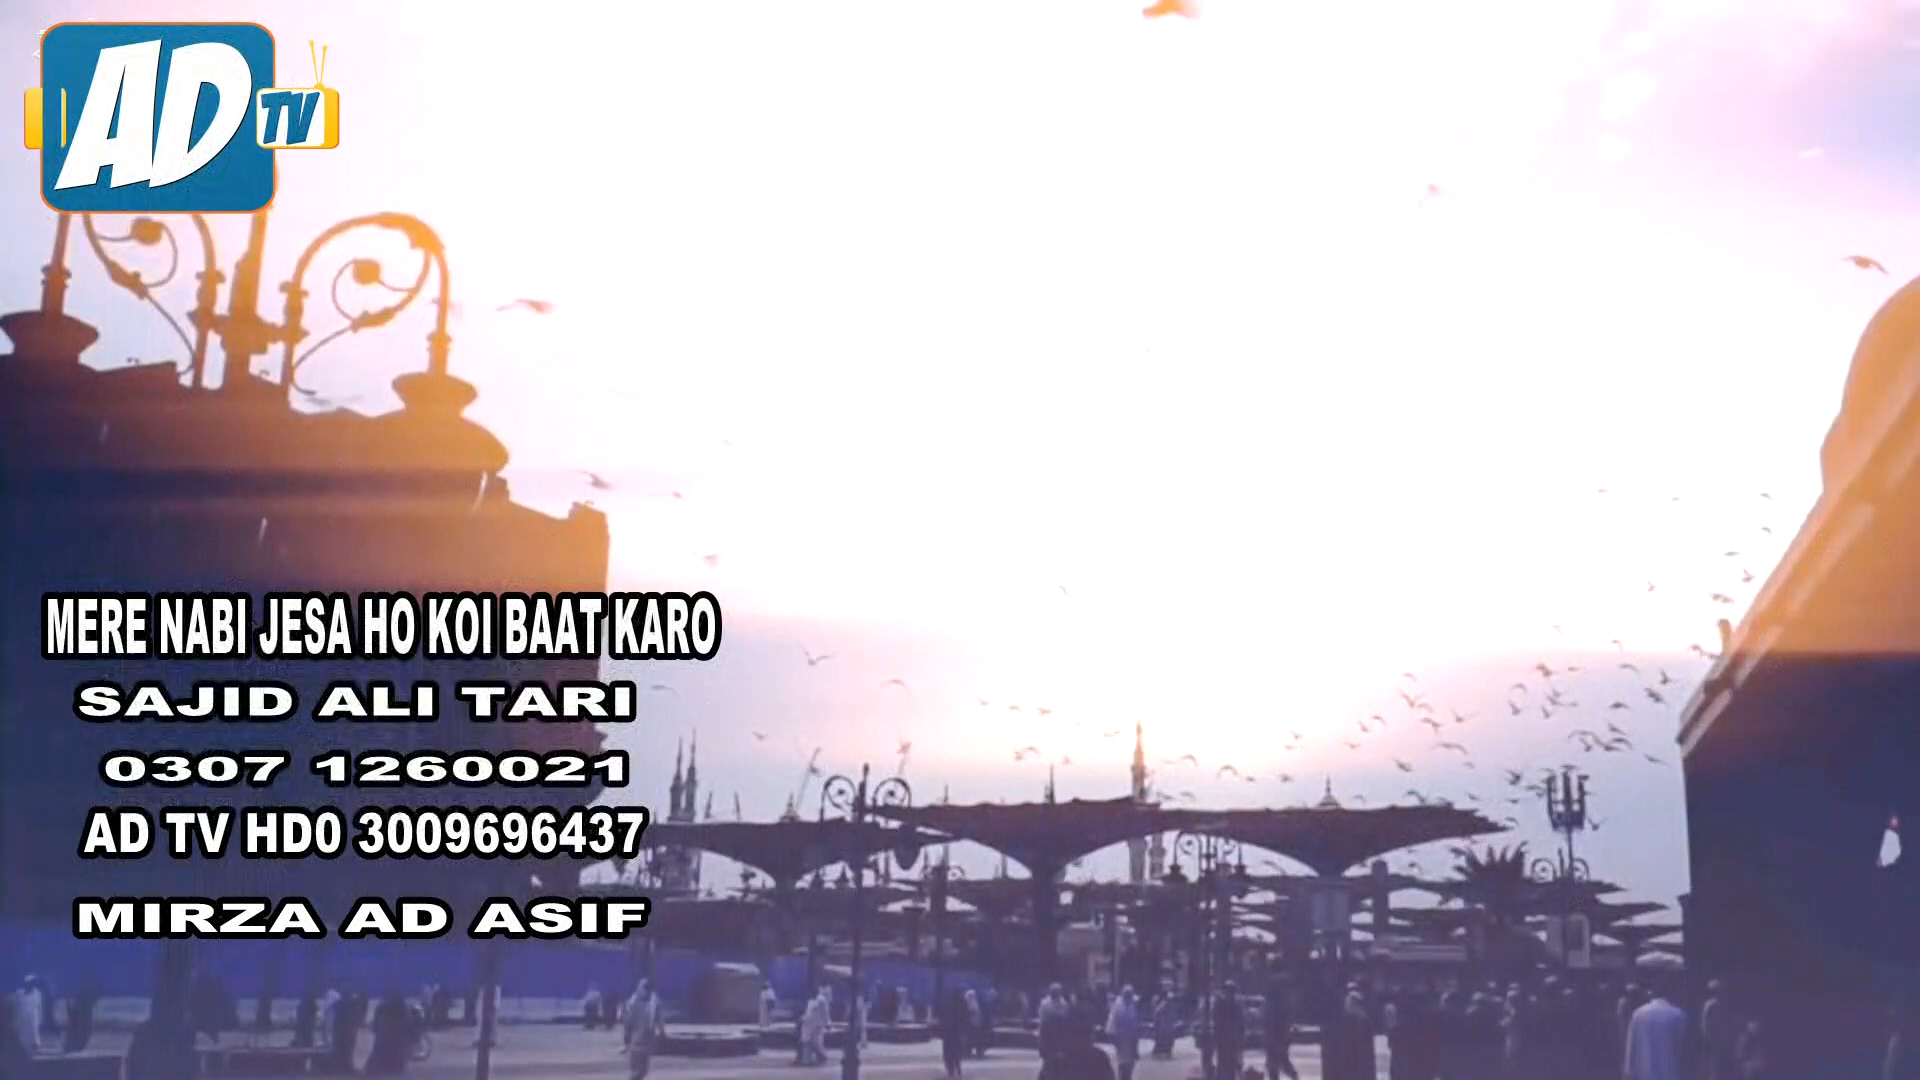 AD TV
MERE NABI JESA HO KOI BAAT KARO
SAJID ALI TARI
0307 1260021
AD TV HD0 3009696437
MIRZA AD ASIF